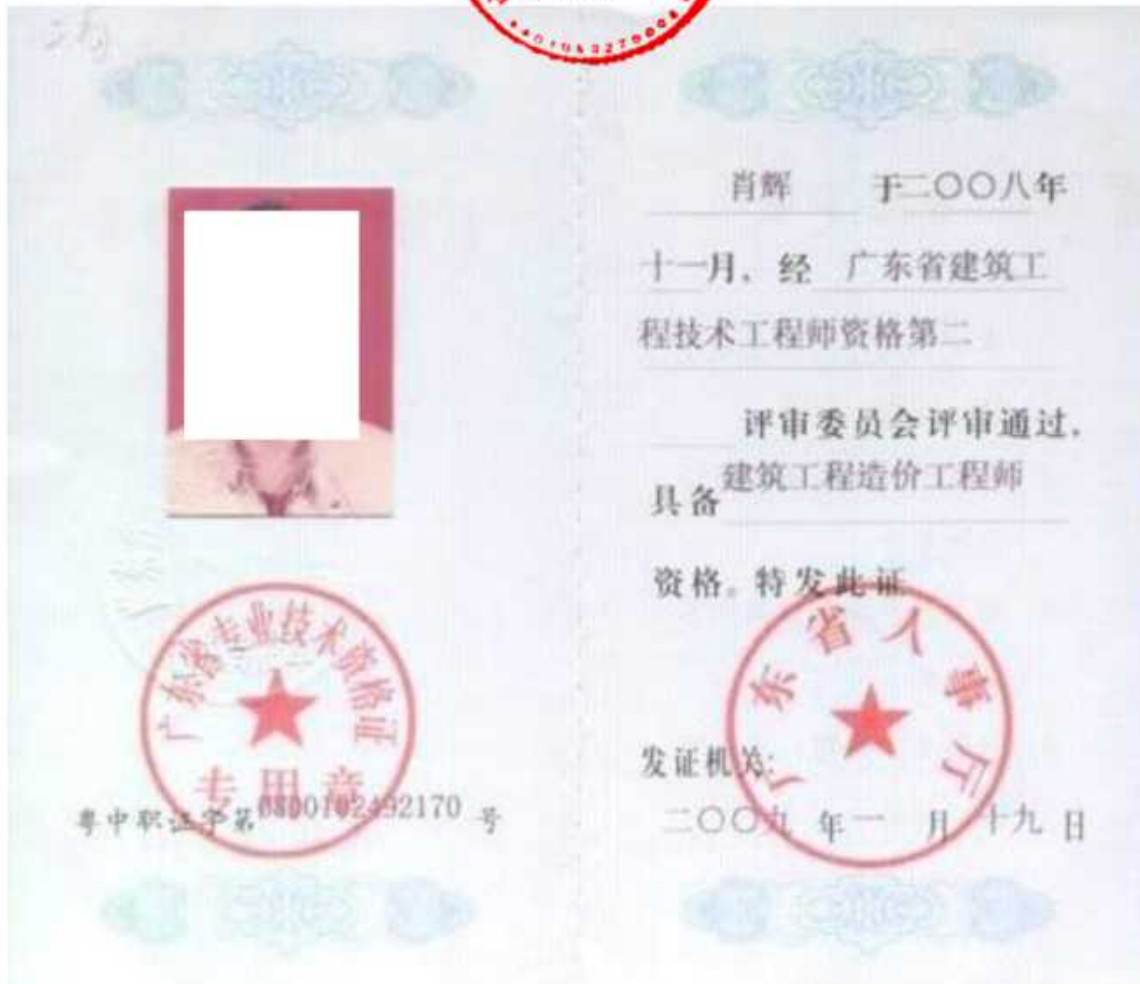 广东省专业技术资格证
专用章
粤中职证字第0800102492170号
肖辉 于二〇〇八年
十一月，经 广东省建筑工
程技术工程师资格第二
评审委员会评审通过，
具备建筑工程造价工程师
资格。特发此证
广东省人事厅
发证机关:
二〇〇九 年 一 月 十九 日